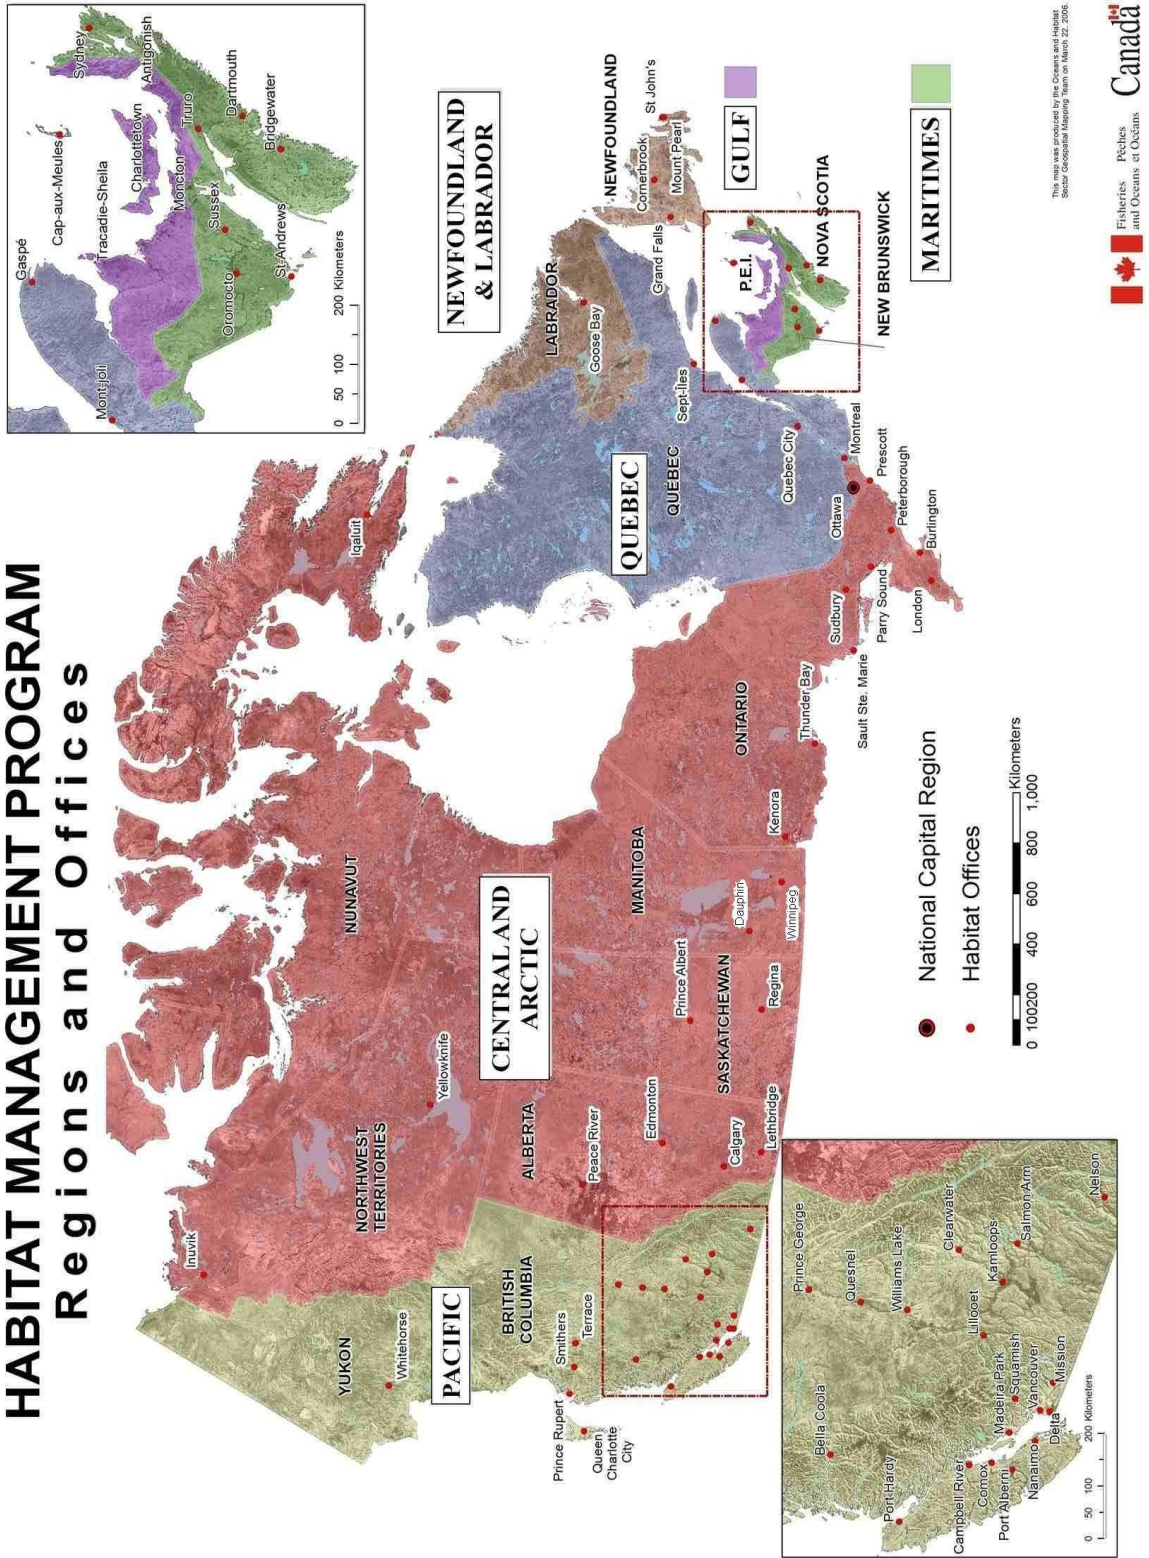 HABITAT MANAGEMENT PROGRAM
Regions and Offices
Gaspé
Cap-aux-Meules
Sydney
Mont-joli
Tracadie-Sheila
Charlottetown
Antigonish
Moncton
Truro
Sussex
Dartmouth
Oromocto
Bridgewater
St-Andrews
0 50 100 200 Kilometers
Inuvik
YUKON
Whitehorse
NORTHWEST
TERRITORIES
Yellowknife
NUNAVUT
Iqaluit
PACIFIC
CENTRAL AND
ARCTIC
NEWFOUNDLAND
& LABRADOR
BRITISH
COLUMBIA
ALBERTA
LABRADOR
Goose Bay
Prince Rupert
Smithers
Terrace
Queen
Charlotte
City
Peace River
Edmonton
Calgary
Lethbridge
Prince Albert
SASKATCHEWAN
Regina
MANITOBA
Dauphin
Winnipeg
Kenora
ONTARIO
Thunder Bay
Sault Ste. Marie
Sudbury
Parry Sound
London
Burlington
Peterborough
Prescott
Ottawa
Montreal
QUEBEC
QUÉBEC
Quebec City
Sept-Iles
NEWFOUNDLAND
Cornerbrook
St John's
Mount Pearl
Grand Falls
GULF
P.E.I.
NOVA SCOTIA
NEW BRUNSWICK
MARITIMES
National Capital Region
Habitat Offices
0 100200 400 600 800 1,000
Kilometers
Prince George
Quesnel
Bella Coola
Williams Lake
Port Hardy
Clearwater
Kamloops
Salmon Arm
Lillooet
Nelson
Campbell River
Comox
Port Alberni
Madeira Park
Squamish
Vancouver
Mission
Nanaimo
Delta
0 50 100 200 Kilometers
This map was produced by the Oceans and Habitat
Sector Geospatial Mapping Team on March 22, 2006.
Fisheries Pêches
and Oceans et Océans
Canada